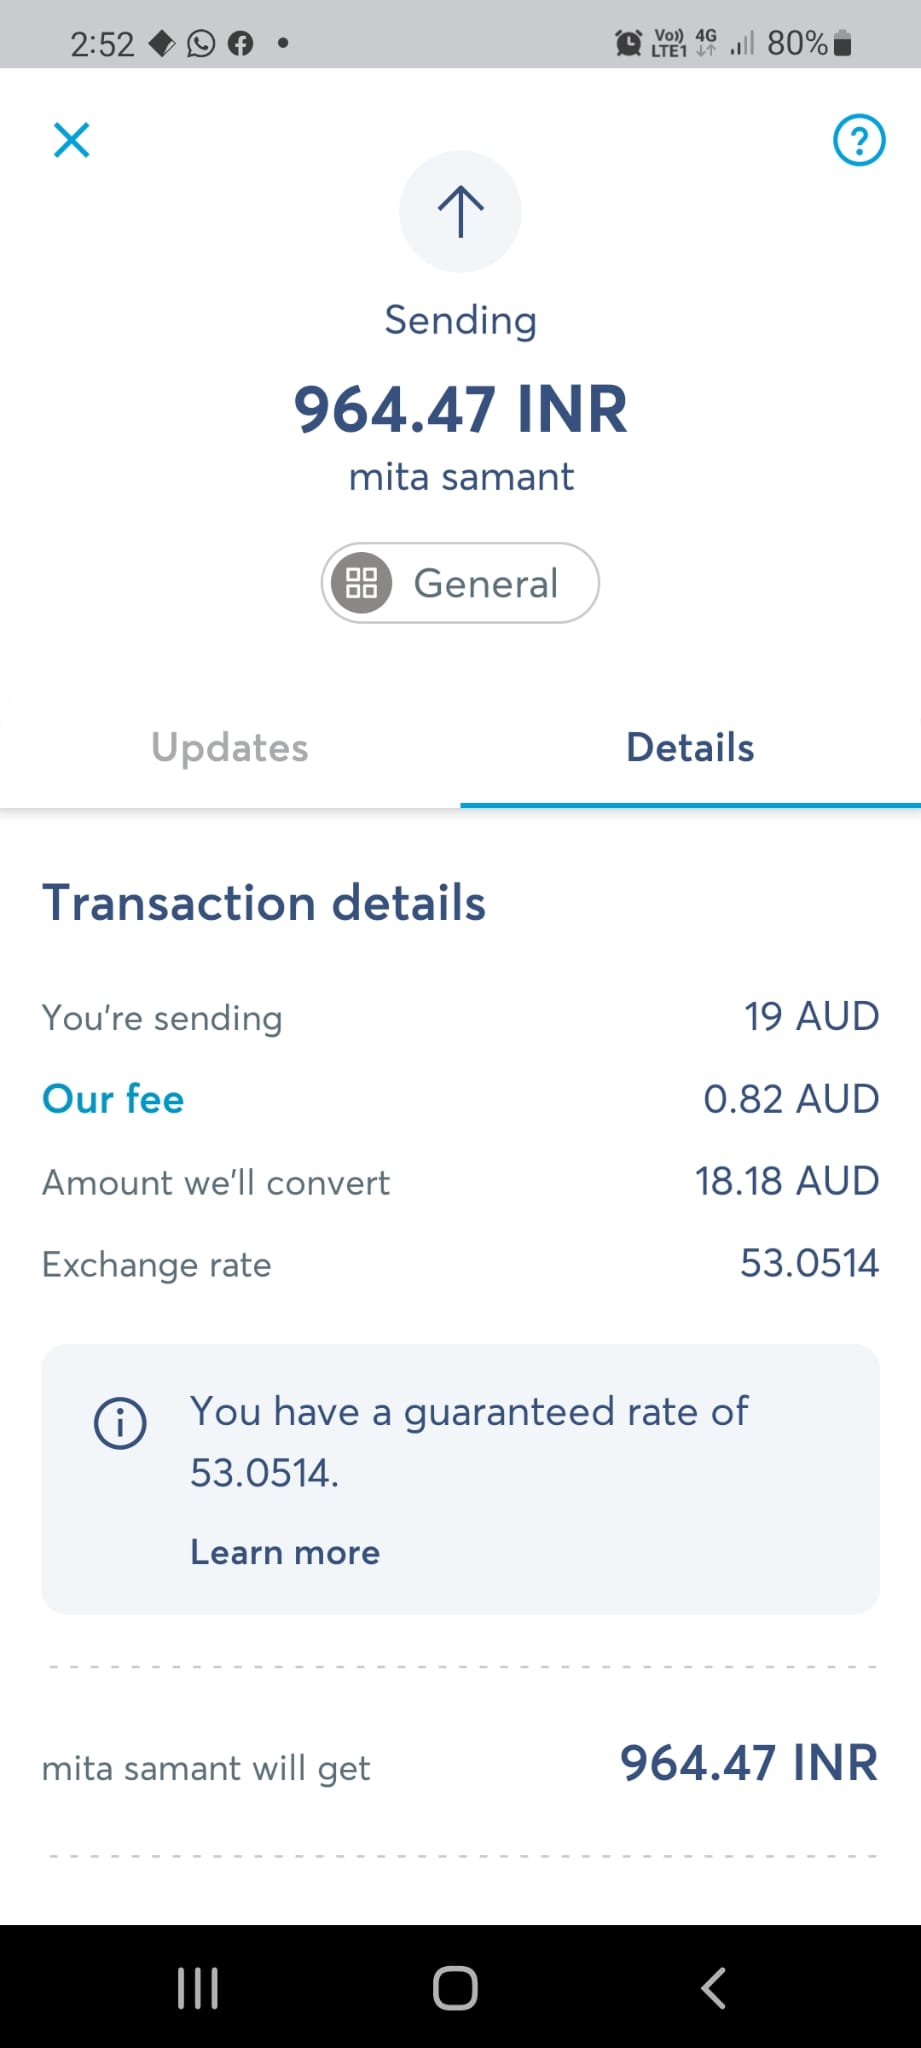 2:52
Vo)) LTE1 4G 80%
Sending
964.47 INR
mita samant
General
Updates Details
Transaction details
You're sending 19 AUD
Our fee 0.82 AUD
Amount we'll convert 18.18 AUD
Exchange rate 53.0514
You have a guaranteed rate of
53.0514.
Learn more
mita samant will get 964.47 INR